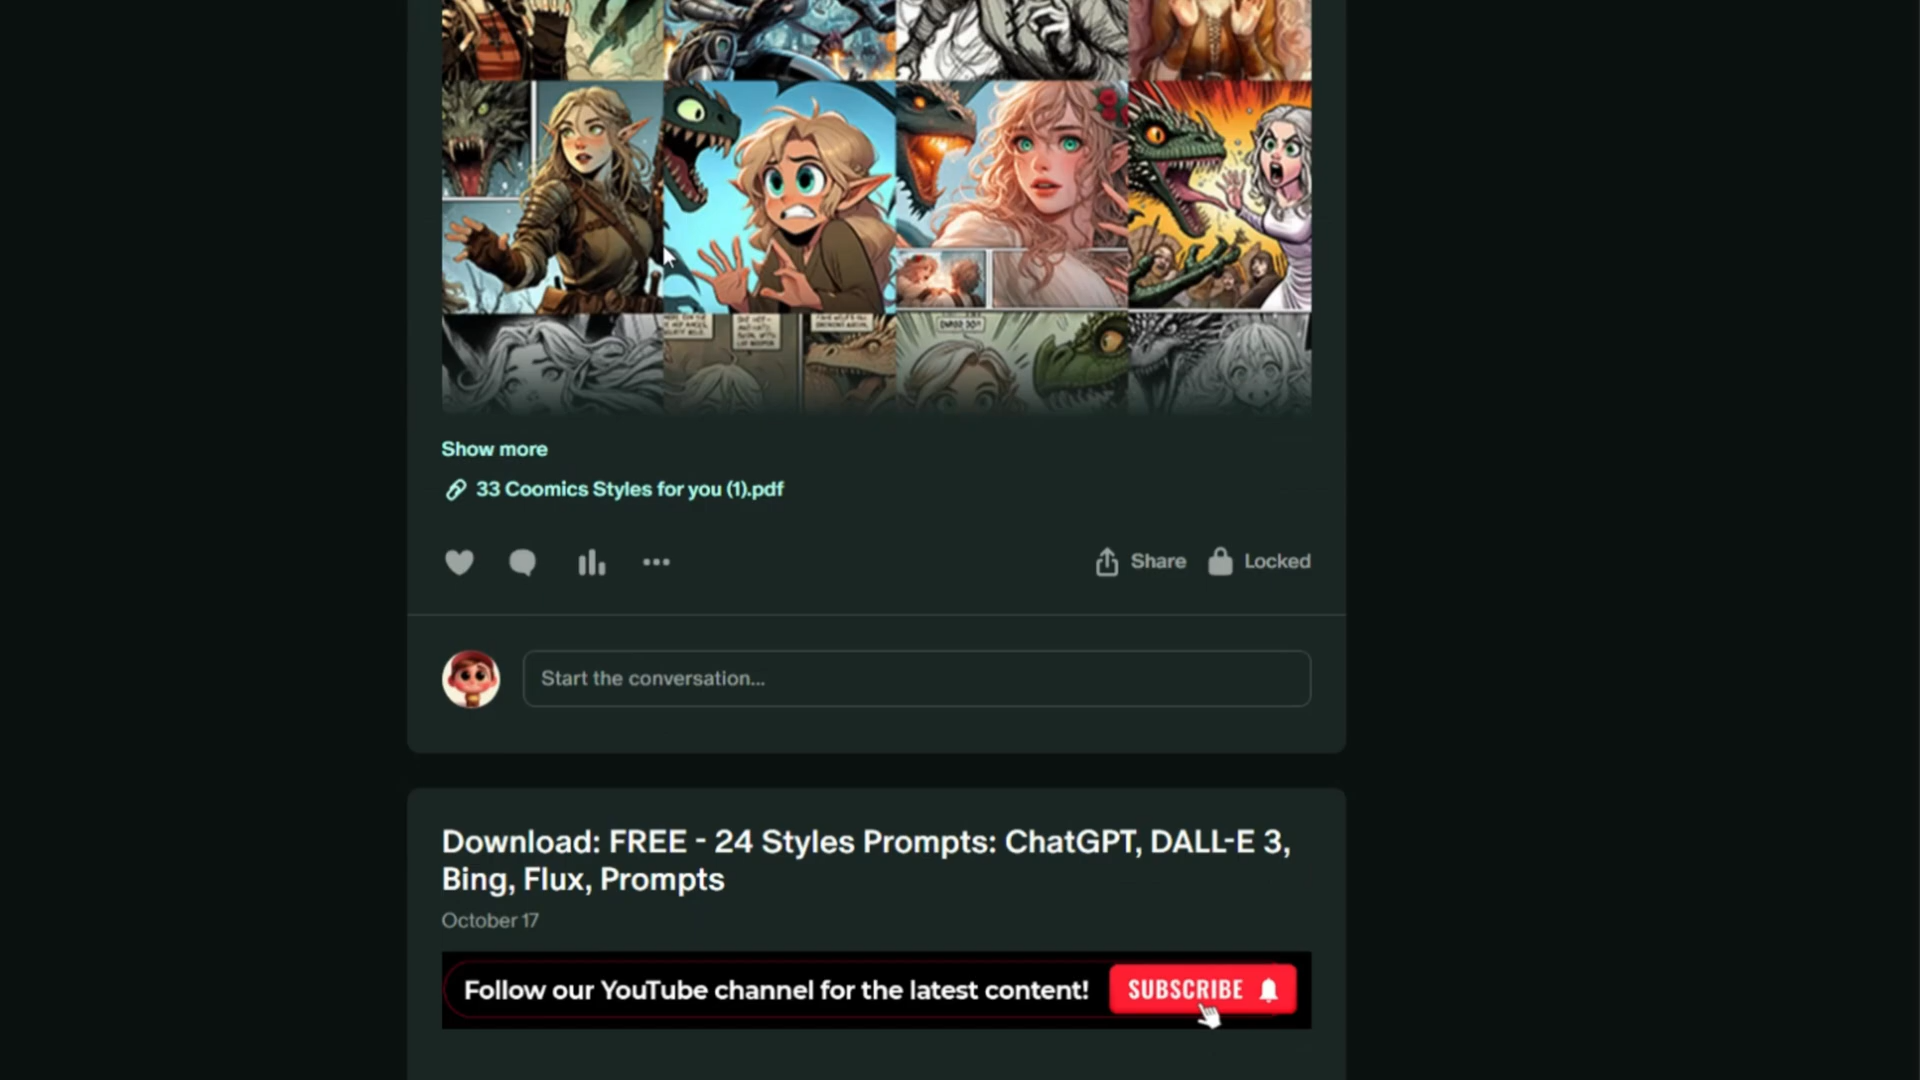 Show more
33 Coomics Styles for you (1).pdf
Share
Locked
Start the conversation...
Download: FREE - 24 Styles Prompts: ChatGPT, DALL-E 3,
Bing, Flux, Prompts
October 17
Follow our YouTube channel for the latest content!
SUBSCRIBE